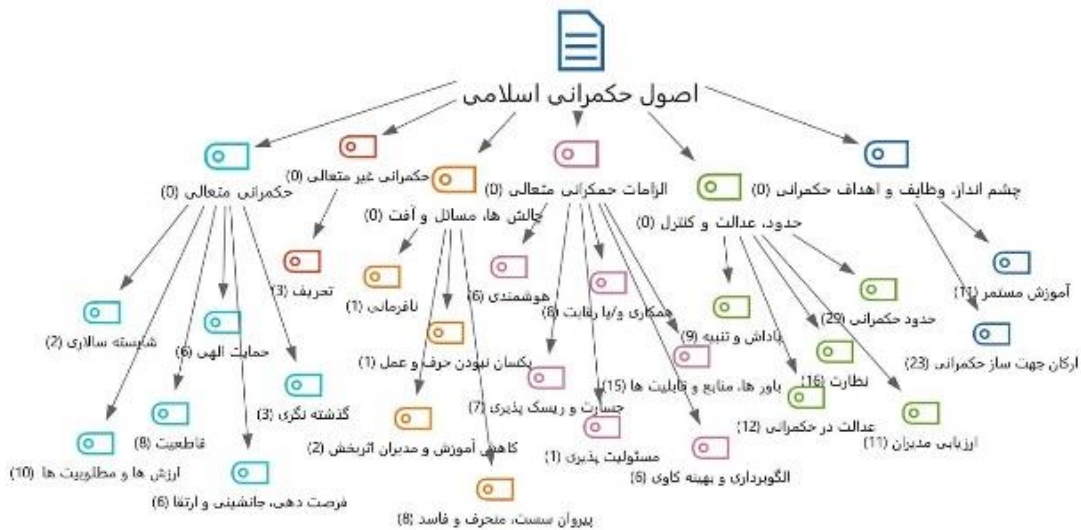 اصول حکمرانی اسلامی
حکمرانی متعالی (0)
حکمرانی غیر متعالی (0)
چالش ها، مسائل و آفت (0)
الزامات حمکرانی متعالی (0)
حدود، عدالت و کنترل (0)
چشم انداز، وظایف و اهداف حکمرانی (0)
شایسته سالاری (2)
حمایت الهی (6)
گذشته نگری (3)
قاطعیت (8)
ارزش ها و مطلوبیت ها (10)
فرصت دهی، جانشینی و ارتقا (6)
تحریف (3)
نافرمانی (1)
یکسان نبودن حرف و عمل (1)
کاهش آموزش و مدیران اثربخش (2)
پیروان سست، منحرف و فاسد (8)
هوشمندی (6)
همکاری و/یا رقابت (8)
باور ها، منابع و قابلیت ها (15)
جسارت و ریسک پذیری (7)
مسئولیت پذیری (1)
الگوبرداری و بهینه کاوی (6)
پاداش و تنبیه (9)
حدود حکمرانی (29)
نظارت (16)
عدالت در حکمرانی (12)
ارزیابی مدیران (11)
آموزش مستمر (11)
ارکان جهت ساز حکمرانی (23)